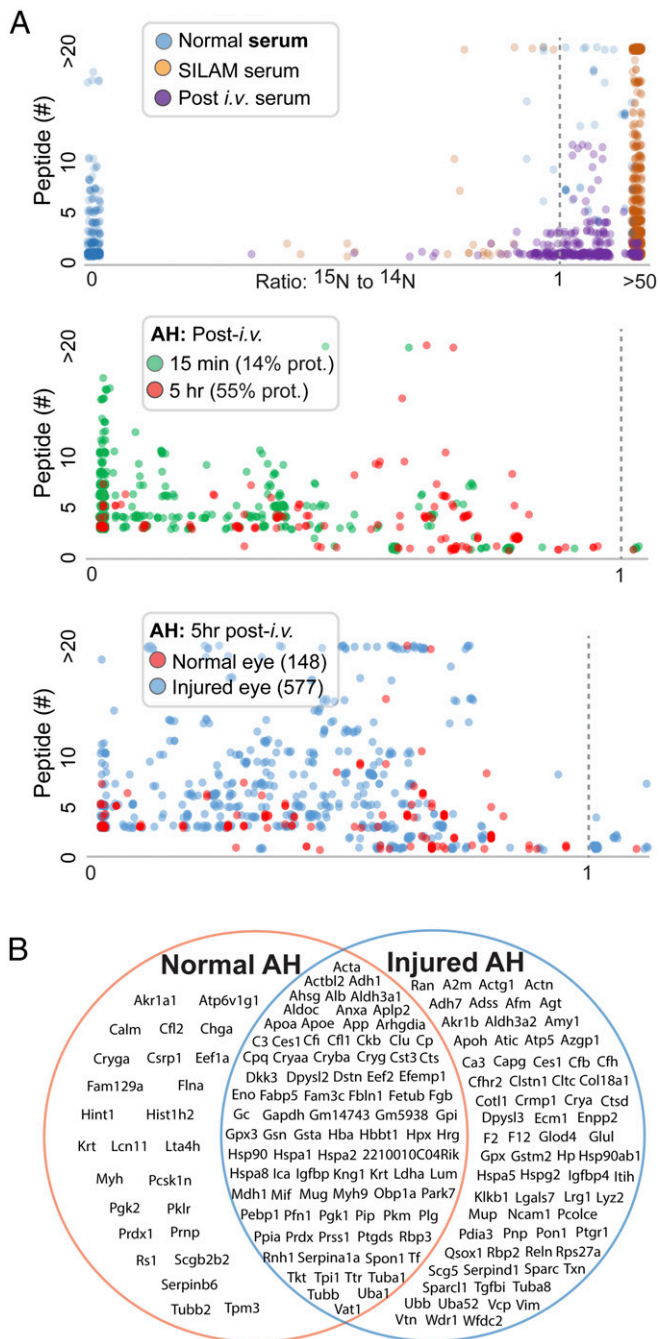 A
>20
10
5
0
Peptide (#)
Normal serum
SILAM serum
Post i.v. serum
0
Ratio: 15N to 14N
1
>50
>20
10
5
0
Peptide (#)
AH: Post-i.v.
15 min (14% prot.)
5 hr (55% prot.)
0
1
>20
10
5
0
Peptide (#)
AH: 5hr post-i.v.
Normal eye (148)
Injured eye (577)
0
1
B
Normal AH
Akr1a1 Atp6v1g1
Calm Cfl2 Chga
Cryga Csrp1 Eef1a
Fam129a Flna
Hint1 Hist1h2
Krt Lcn11 Lta4h
Myh Pcsk1n
Pgk2 Pklr
Prdx1 Prnp
Rs1 Scgb2b2
Serpinb6
Tubb2 Tpm3
Acta
Actbl2 Adh1
Ahsg Alb Aldh3a1
Aldoc Anxa Aplp2
Apoa Apoe App Arhgdia
C3 Ces1 Cfi Cfl1 Ckb Clu Cp
Cpq Cryaa Cryba Cryg Cst3 Cts
Dkk3 Dpysl2 Dstn Eef2 Efemp1
Eno Fabp5 Fam3c Fbln1 Fetub Fgb
Gc Gapdh Gm14743 Gm5938 Gpi
Gpx3 Gsn Gsta Hba Hbbt1 Hpx Hrg
Hsp90 Hspa1 Hspa2 2210010C04Rik
Hspa8 Ica Igfbp Kng1 Krt Ldha Lum
Mdh1 Mif Mug Myh9 Obp1a Park7
Pebp1 Pfn1 Pgk1 Pip Pkm Plg
Ppia Prdx Prss1 Ptgds Rbp3
Rnh1 Serpina1a Spon1 Tf
Tkt Tpi1 Ttr Tuba1
Tubb Uba1
Vat1
Injured AH
Ran A2m Actg1 Actn
Adh7 Adss Afm Agt
Akr1b Aldh3a2 Amy1
Apoh Atic Atp5 Azgp1
Ca3 Capg Ces1 Cfb Cfh
Cfhr2 Clstn1 Cltc Col18a1
Cotl1 Crmp1 Crya Ctsd
Dpysl3 Ecm1 Enpp2
F2 F12 Glod4 Glul
Gpx Gstm2 Hp Hsp90ab1
Hspa5 Hspg2 Igfbp4 Itih
Klkb1 Lgals7 Lrg1 Lyz2
Mup Ncam1 Pcolce
Pdia3 Pnp Pon1 Ptgr1
Qsox1 Rbp2 Reln Rps27a
Scg5 Serpind1 Sparc Txn
Sparcl1 Tgfbi Tuba8
Ubb Uba52 Vcp Vim
Vtn Wdr1 Wfdc2